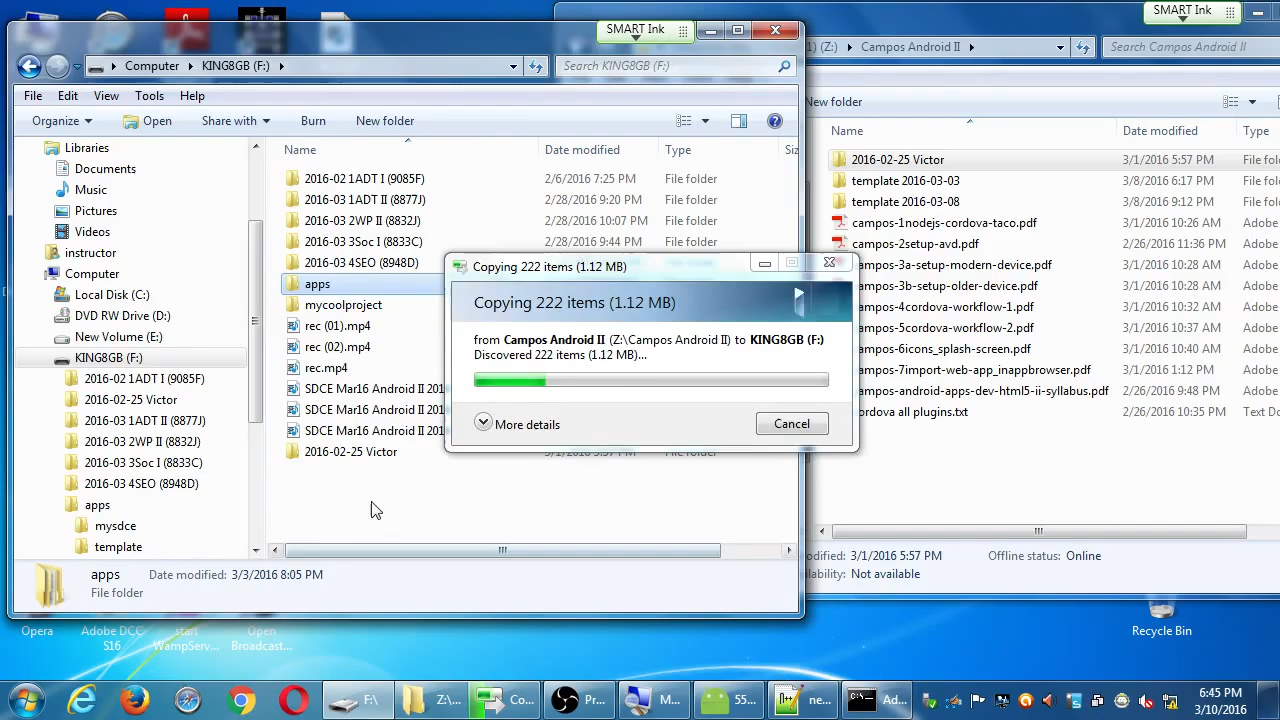 SMART Ink
SMART Ink
Computer
KING8GB (F:)
Search KING8GB (F:)
1) (Z:)
Campos Android II
Search Campos Android II
File Edit View Tools Help
Organize Open Share with Burn New folder
New folder
Name Date modified Type Siz
Name Date modified Type
Libraries
Documents
Music
Pictures
Videos
instructor
Computer
Local Disk (C:)
DVD RW Drive (D:)
New Volume (E:)
KING8GB (F:)
2016-02 1ADT I (9085F)
2016-02-25 Victor
2016-03 1ADT II (8877J)
2016-03 2WP II (8832J)
2016-03 3Soc I (8833C)
2016-03 4SEO (8948D)
apps
mysdce
template
2016-02 1ADT I (9085F) 2/6/2016 7:25 PM File folder
2016-03 1ADT II (8877J) 2/28/2016 9:20 PM File folder
2016-03 2WP II (8832J) 2/28/2016 10:07 PM File folder
2016-03 3Soc I (8833C) 2/28/2016 9:44 PM File folder
2016-03 4SEO (8948D)
apps
mycoolproject
rec (01).mp4
rec (02).mp4
rec.mp4
SDCE Mar16 Android II 201
SDCE Mar16 Android II 201
SDCE Mar16 Android II 201
2016-02-25 Victor 3/1/2016 5:57 PM File folder
Copying 222 items (1.12 MB)
Copying 222 items (1.12 MB)
from Campos Android II (Z:\Campos Android II) to KING8GB (F:)
Discovered 222 items (1.12 MB)...
More details
Cancel
2016-02-25 Victor 3/1/2016 5:57 PM File fo
template 2016-03-03 3/8/2016 6:17 PM File fo
template 2016-03-08 3/8/2016 9:12 PM File fo
campos-1nodejs-cordova-taco.pdf 3/1/2016 10:26 AM Adobe
campos-2setup-avd.pdf 2/26/2016 11:36 PM Adobe
campos-3a-setup-modern-device.pdf 3/1/2016 10:28 AM Adobe
campos-3b-setup-older-device.pdf 3/1/2016 10:28 AM Adobe
campos-4cordova-workflow-1.pdf 3/1/2016 10:37 AM Adobe
campos-5cordova-workflow-2.pdf 3/1/2016 10:37 AM Adobe
campos-6icons_splash-screen.pdf 3/1/2016 10:40 AM Adobe
campos-7import-web-app_inappbrowser.pdf 3/1/2016 1:12 PM Adobe
campos-android-apps-dev-html5-ii-syllabus.pdf 2/26/2016 9:48 PM Adobe
cordova all plugins.txt 2/26/2016 10:35 PM Text Do
apps Date modified: 3/3/2016 8:05 PM
File folder
odified: 3/1/2016 5:57 PM Offline status: Online
lability: Not available
Opera
Adobe DCC S16
start WampServ...
Open Broadcast...
Recycle Bin
F:\
Z:\...
Co...
Pr...
M...
55...
ne...
Ad...
6:45 PM
3/10/2016